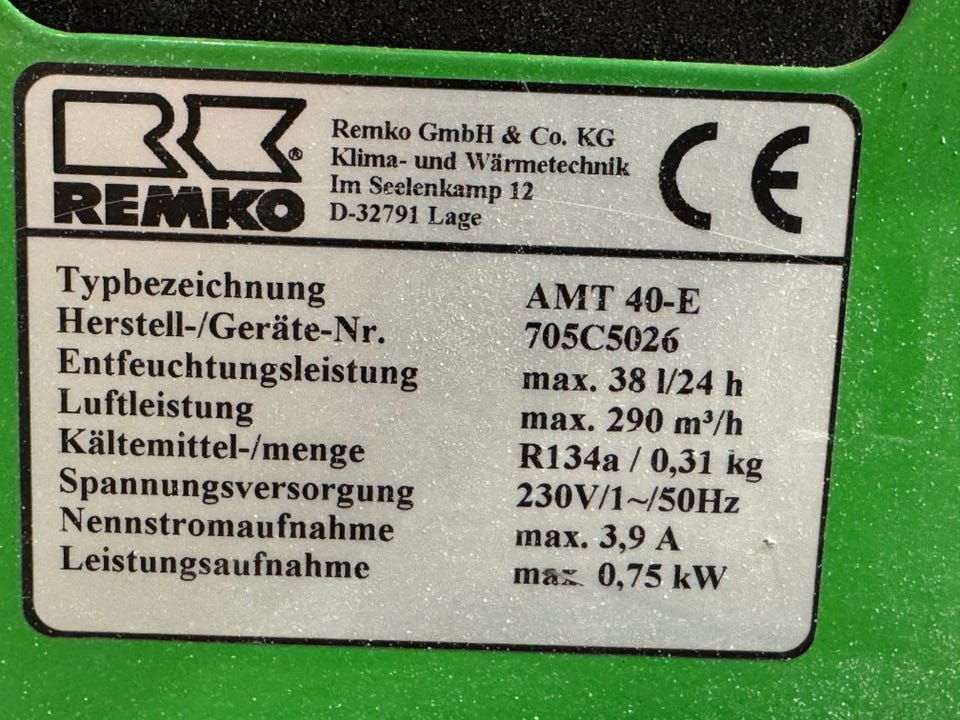 REMKO
Remko GmbH & Co. KG
Klima- und Wärmetechnik
Im Seelenkamp 12
D-32791 Lage
CE
Typbezeichnung AMT 40-E
Herstell-/Geräte-Nr. 705C5026
Entfeuchtungsleistung max. 38 l/24 h
Luftleistung max. 290 m³/h
Kältemittel-/menge R134a / 0,31 kg
Spannungsversorgung 230V/1~/50Hz
Nennstromaufnahme max. 3,9 A
Leistungsaufnahme max. 0,75 kW